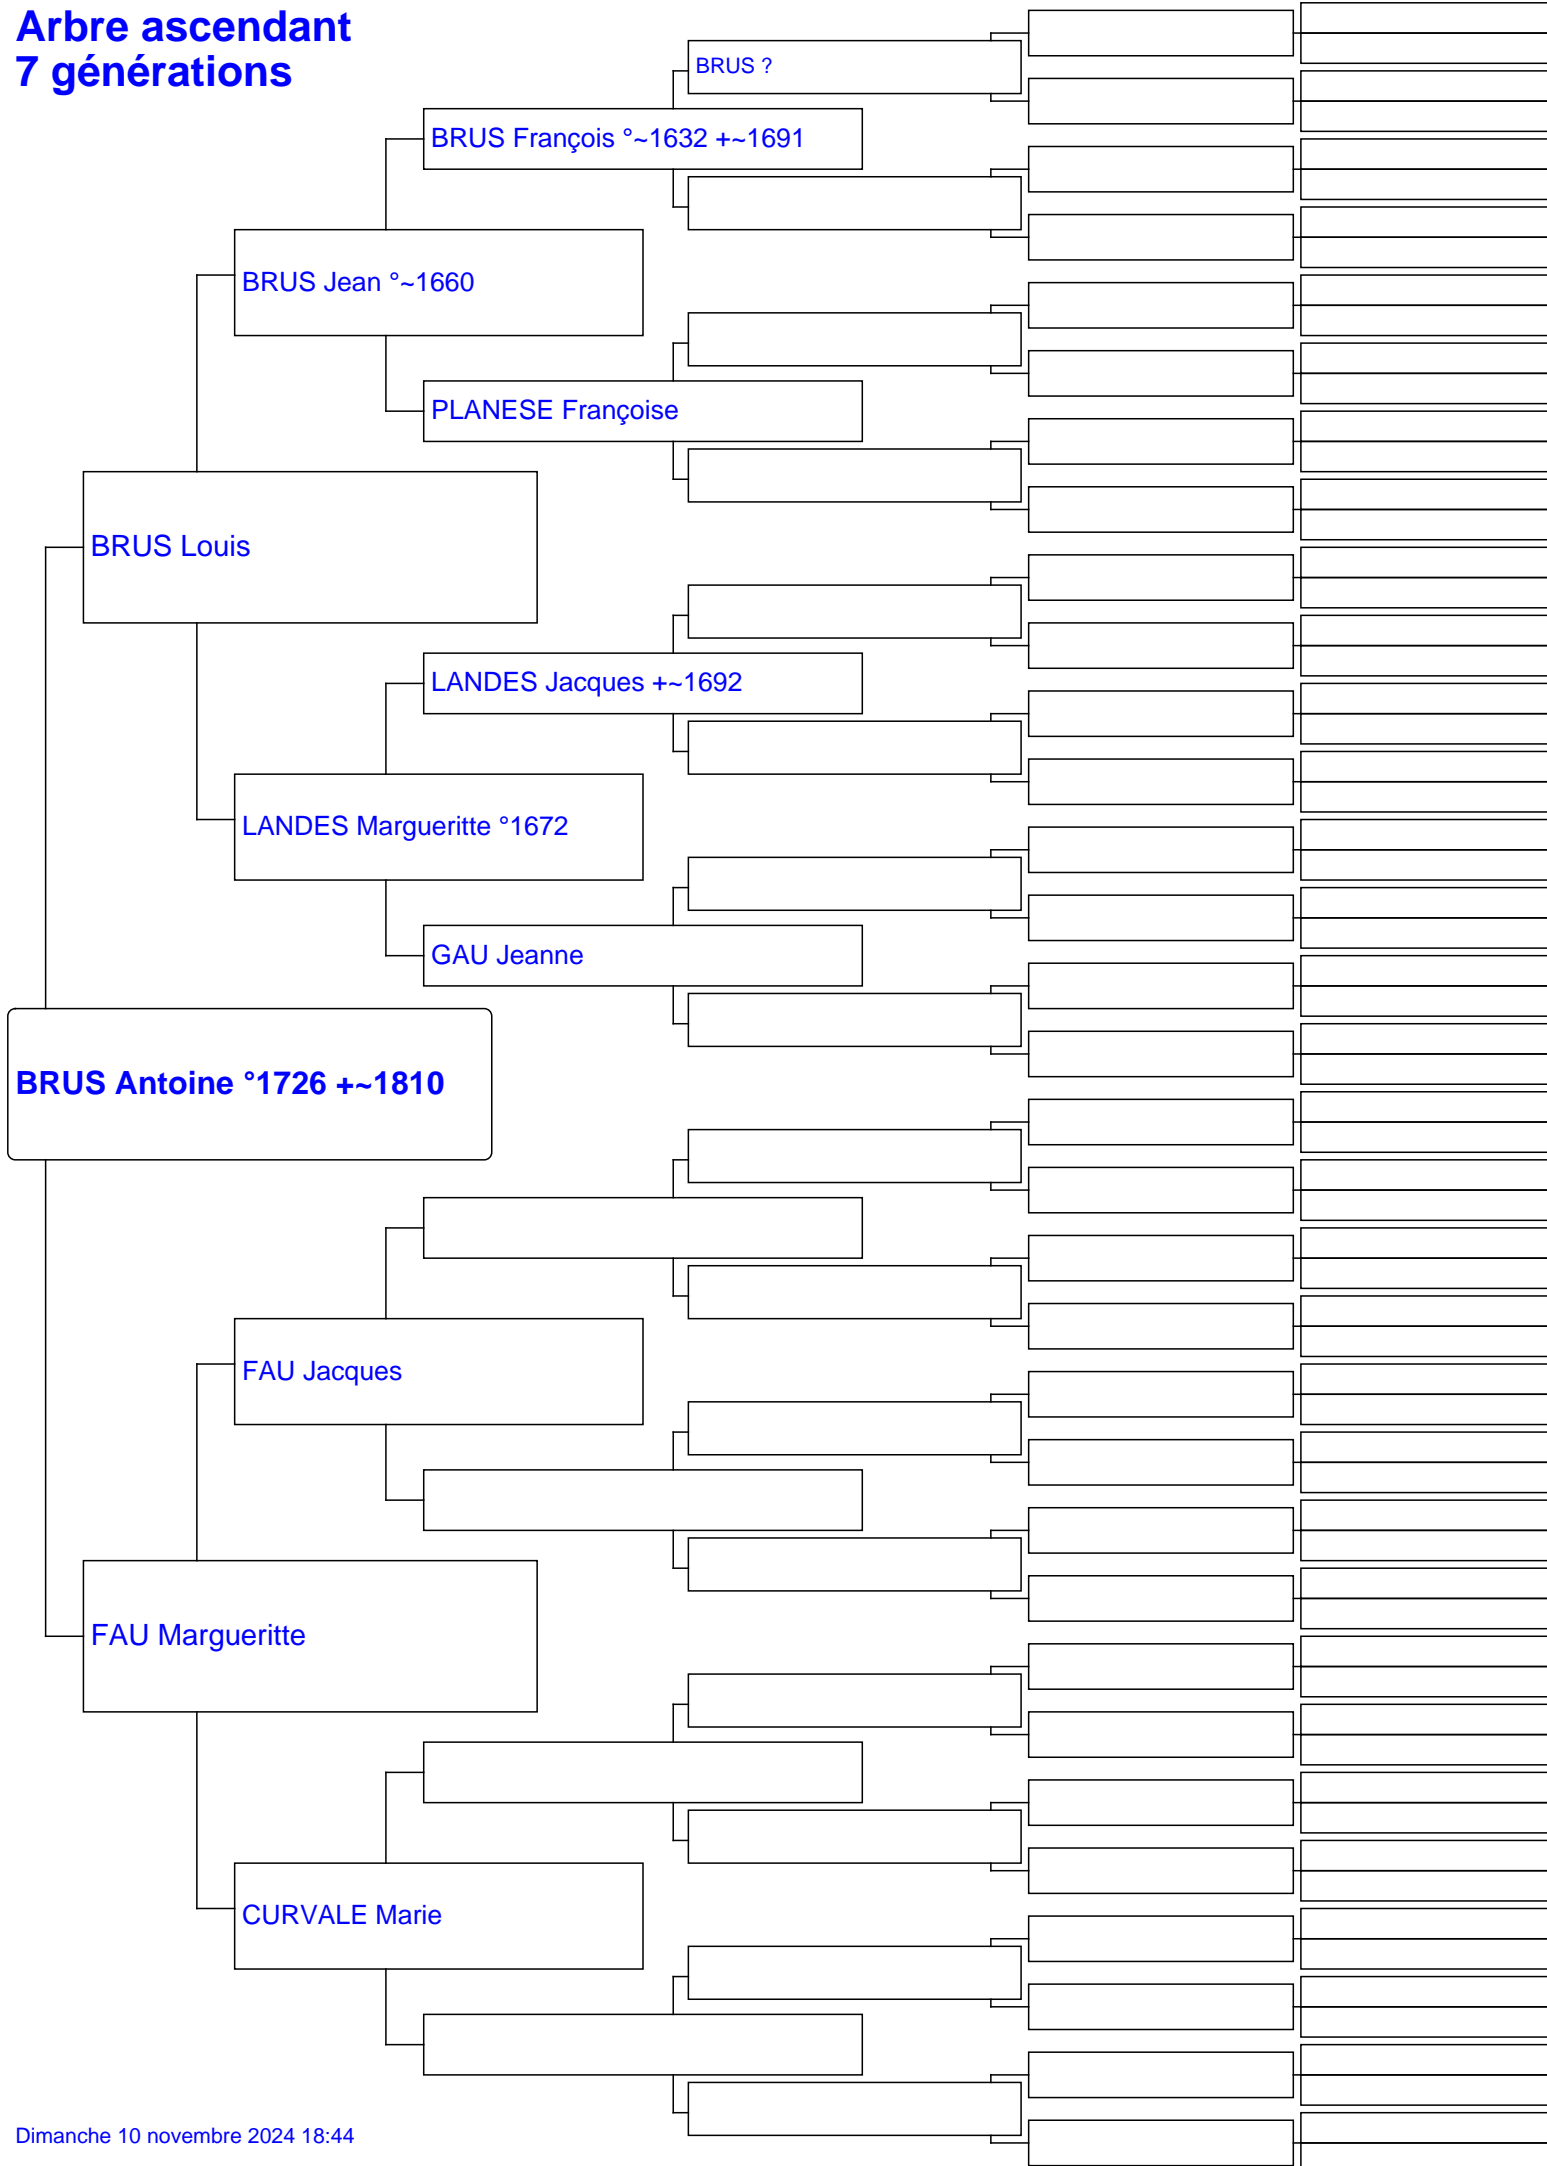 Arbre ascendant
7 générations
BRUS ?
BRUS François °~1632 +~1691
BRUS Jean °~1660
PLANESE Françoise
BRUS Louis
LANDES Jacques +~1692
LANDES Margueritte °1672
GAU Jeanne
BRUS Antoine °1726 +~1810
FAU Jacques
FAU Margueritte
CURVALE Marie
Dimanche 10 novembre 2024 18:44